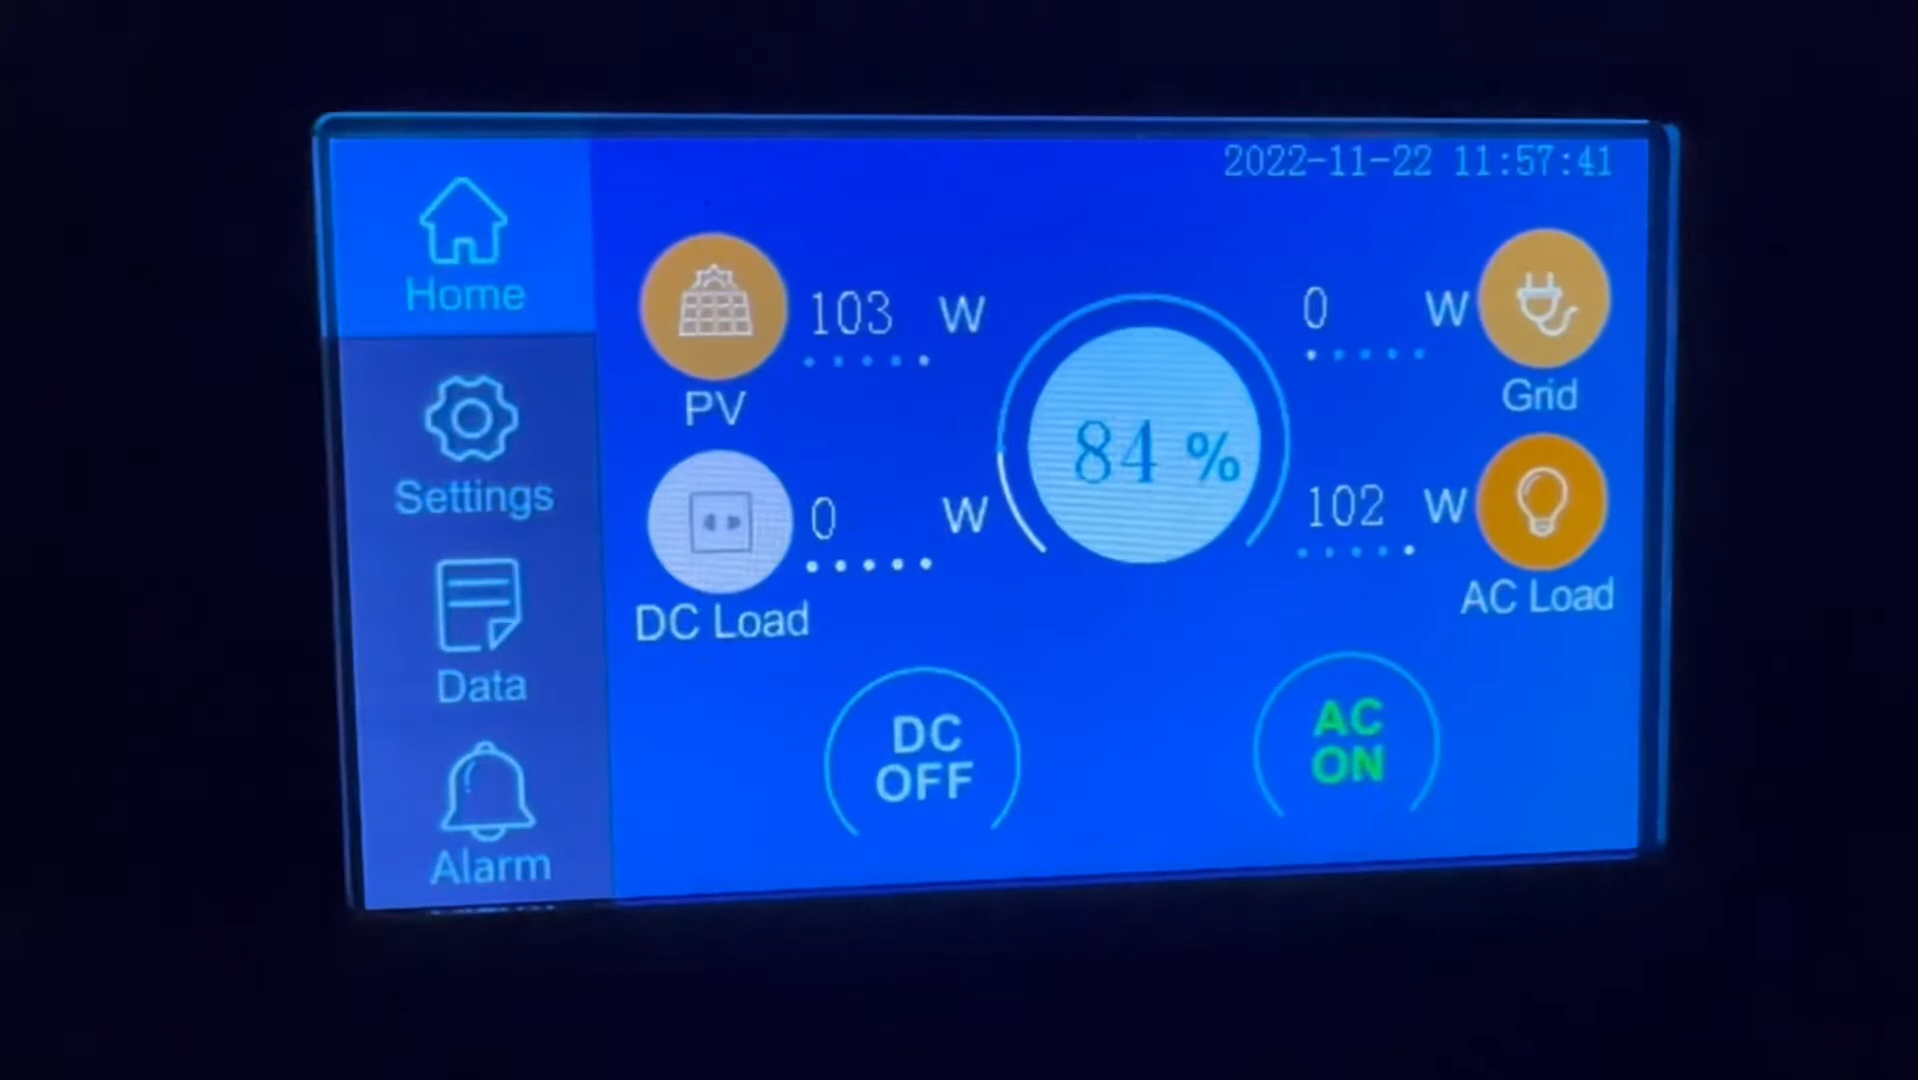 2022-11-22 11:57:41
Home
Settings
Data
Alarm
103 W
PV
0 W
DC Load
84 %
0 W
Grid
102 W
AC Load
DC
OFF
AC
ON